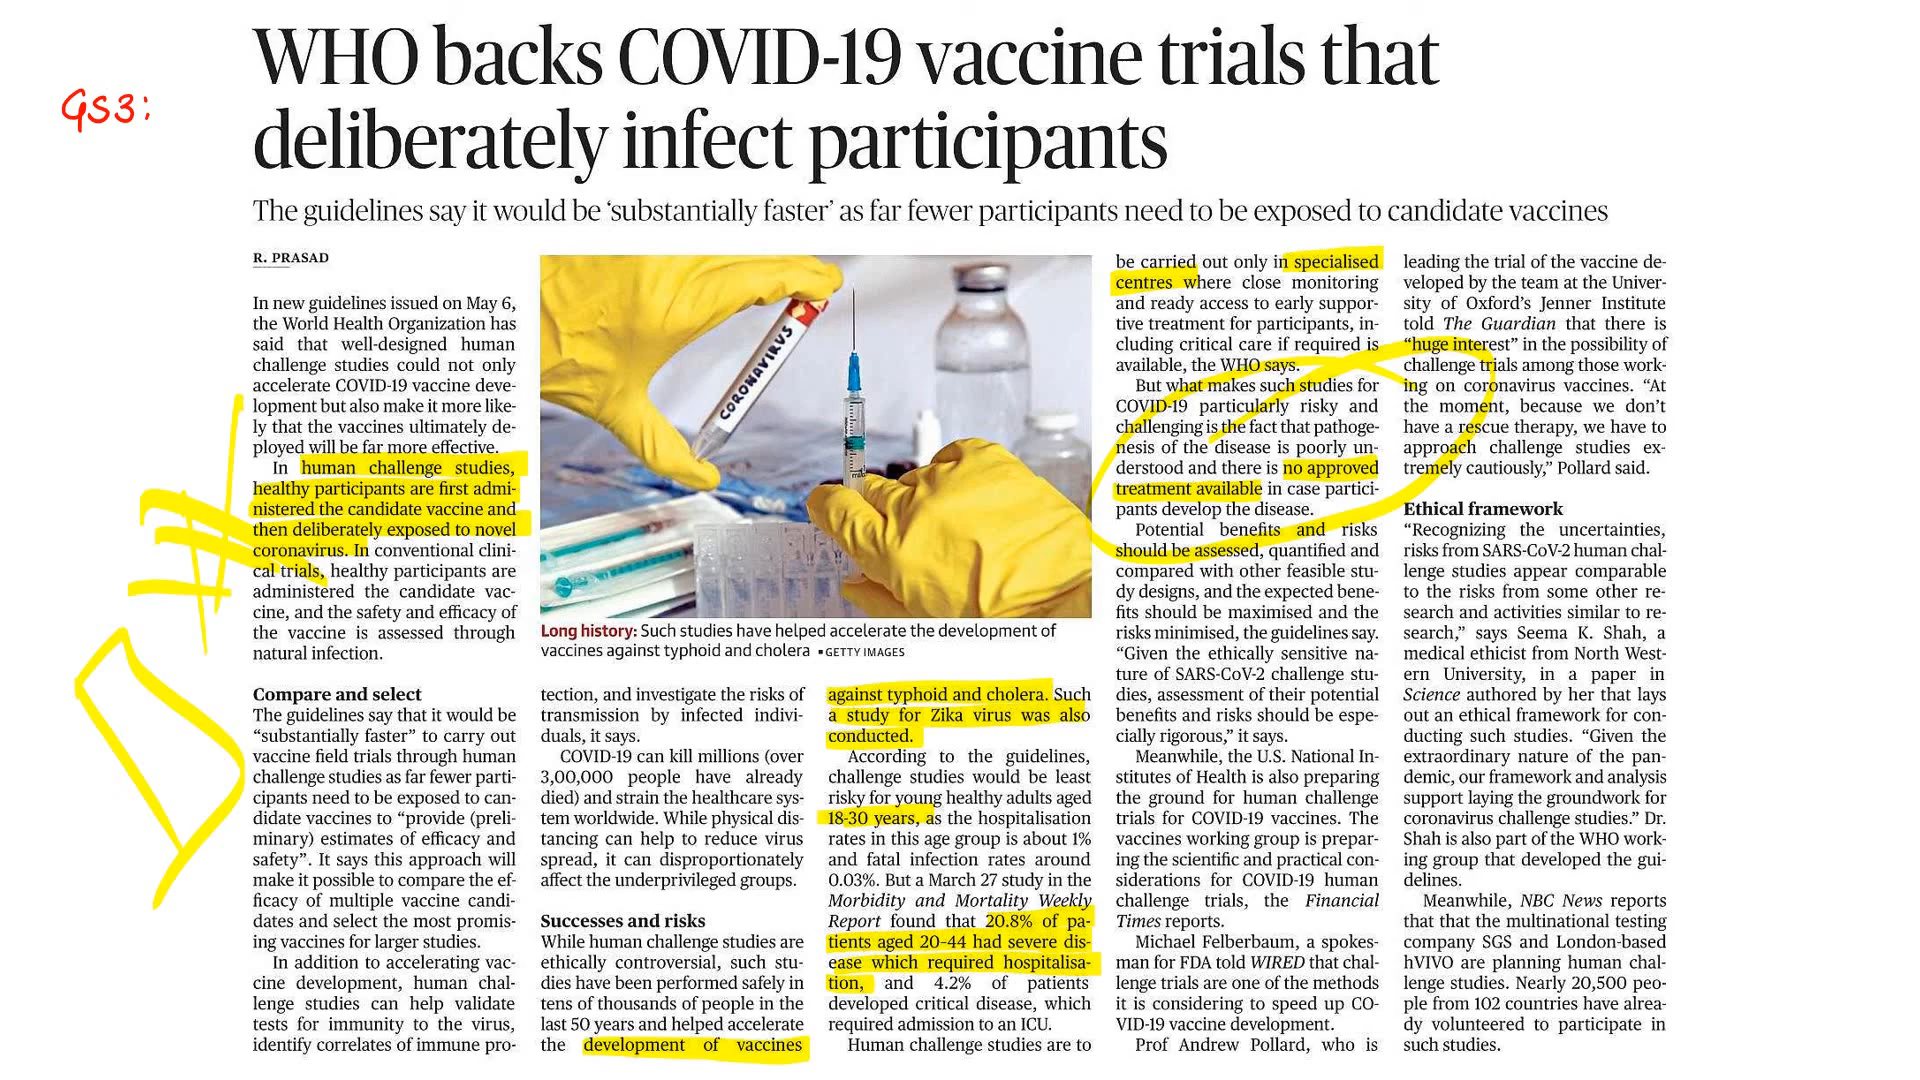 GS3:
WHO backs COVID-19 vaccine trials that
deliberately infect participants
The guidelines say it would be ‘substantially faster’ as far fewer participants need to be exposed to candidate vaccines
R. PRASAD
In new guidelines issued on May 6,
the World Health Organization has
said that well-designed human
challenge studies could not only
accelerate COVID-19 vaccine deve-
lopment but also make it more like-
ly that the vaccines ultimately de-
ployed will be far more effective.
In human challenge studies,
healthy participants are first admi-
nistered the candidate vaccine and
then deliberately exposed to novel
coronavirus. In conventional clini-
cal trials, healthy participants are
administered the candidate vac-
cine, and the safety and efficacy of
the vaccine is assessed through
natural infection.
Compare and select
The guidelines say that it would be
“substantially faster” to carry out
vaccine field trials through human
challenge studies as far fewer parti-
cipants need to be exposed to can-
didate vaccines to “provide (preli-
minary) estimates of efficacy and
safety”. It says this approach will
make it possible to compare the ef-
ficacy of multiple vaccine candi-
dates and select the most promis-
ing vaccines for larger studies.
In addition to accelerating vac-
cine development, human chal-
lenge studies can help validate
tests for immunity to the virus,
identify correlates of immune pro-
CORONAVIRUS
Long history: Such studies have helped accelerate the development of
vaccines against typhoid and cholera ▪GETTY IMAGES
tection, and investigate the risks of
transmission by infected indivi-
duals, it says.
COVID-19 can kill millions (over
3,00,000 people have already
died) and strain the healthcare sys-
tem worldwide. While physical dis-
tancing can help to reduce virus
spread, it can disproportionately
affect the underprivileged groups.
Successes and risks
While human challenge studies are
ethically controversial, such stu-
dies have been performed safely in
tens of thousands of people in the
last 50 years and helped accelerate
the development of vaccines
against typhoid and cholera. Such
a study for Zika virus was also
conducted.
According to the guidelines,
challenge studies would be least
risky for young healthy adults aged
18-30 years, as the hospitalisation
rates in this age group is about 1%
and fatal infection rates around
0.03%. But a March 27 study in the
Morbidity and Mortality Weekly
Report found that 20.8% of pa-
tients aged 20-44 had severe dis-
ease which required hospitalisa-
tion, and 4.2% of patients
developed critical disease, which
required admission to an ICU.
Human challenge studies are to
be carried out only in specialised
centres where close monitoring
and ready access to early suppor-
tive treatment for participants, in-
cluding critical care if required is
available, the WHO says.
But what makes such studies for
COVID-19 particularly risky and
challenging is the fact that pathoge-
nesis of the disease is poorly un-
derstood and there is no approved
treatment available in case partici-
pants develop the disease.
Potential benefits and risks
should be assessed, quantified and
compared with other feasible stu-
dy designs, and the expected bene-
fits should be maximised and the
risks minimised, the guidelines say.
“Given the ethically sensitive na-
ture of SARS-CoV-2 challenge stu-
dies, assessment of their potential
benefits and risks should be espe-
cially rigorous,” it says.
Meanwhile, the U.S. National In-
stitutes of Health is also preparing
the ground for human challenge
trials for COVID-19 vaccines. The
vaccines working group is prepar-
ing the scientific and practical con-
siderations for COVID-19 human
challenge trials, the Financial
Times reports.
Michael Felberbaum, a spokes-
man for FDA told WIRED that chal-
lenge trials are one of the methods
it is considering to speed up CO-
VID-19 vaccine development.
Prof Andrew Pollard, who is
leading the trial of the vaccine de-
veloped by the team at the Univer-
sity of Oxford’s Jenner Institute
told The Guardian that there is
“huge interest” in the possibility of
challenge trials among those work-
ing on coronavirus vaccines. “At
the moment, because we don’t
have a rescue therapy, we have to
approach challenge studies ex-
tremely cautiously,” Pollard said.
Ethical framework
“Recognizing the uncertainties,
risks from SARS-CoV-2 human chal-
lenge studies appear comparable
to the risks from some other re-
search and activities similar to re-
search,” says Seema K. Shah, a
medical ethicist from North West-
ern University, in a paper in
Science authored by her that lays
out an ethical framework for con-
ducting such studies. “Given the
extraordinary nature of the pan-
demic, our framework and analysis
support laying the groundwork for
coronavirus challenge studies.” Dr.
Shah is also part of the WHO work-
ing group that developed the gui-
delines.
Meanwhile, NBC News reports
that that the multinational testing
company SGS and London-based
hVIVO are planning human chal-
lenge studies. Nearly 20,500 peo-
ple from 102 countries have alrea-
dy volunteered to participate in
such studies.